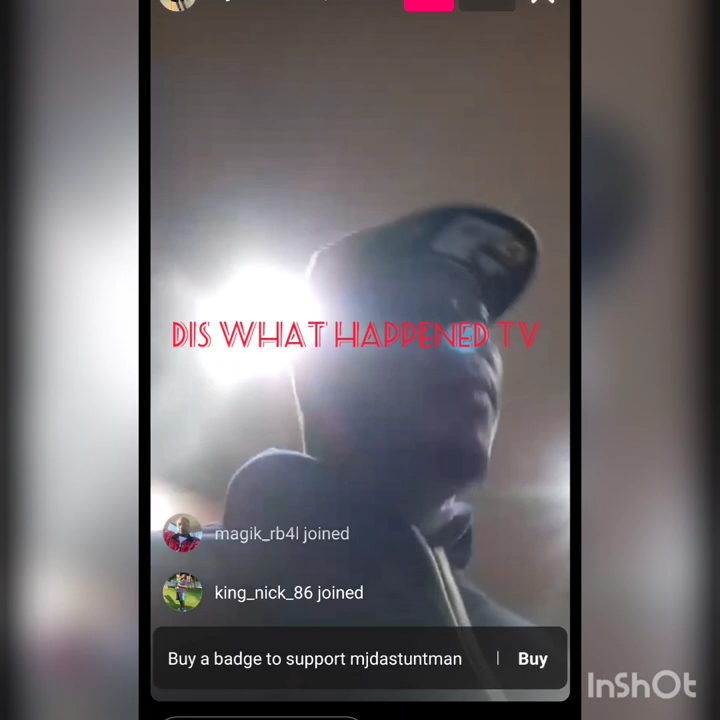 DIS WHAT HAPPENED TV
magik_rb4l joined
king_nick_86 joined
Buy a badge to support mjdastuntman | Buy
InShOt